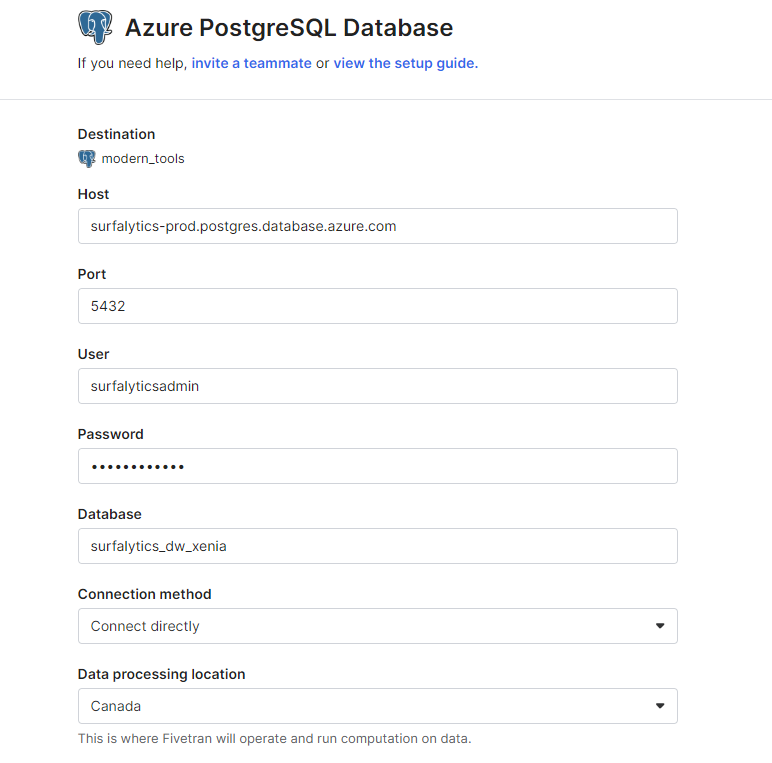 Azure PostgreSQL Database
If you need help, invite a teammate or view the setup guide.
Destination
modern_tools
Host
surfalytics-prod.postgres.database.azure.com
Port
5432
User
surfalyticsadmin
Password
••••••••••••
Database
surfalytics_dw_xenia
Connection method
Connect directly
Data processing location
Canada
This is where Fivetran will operate and run computation on data.